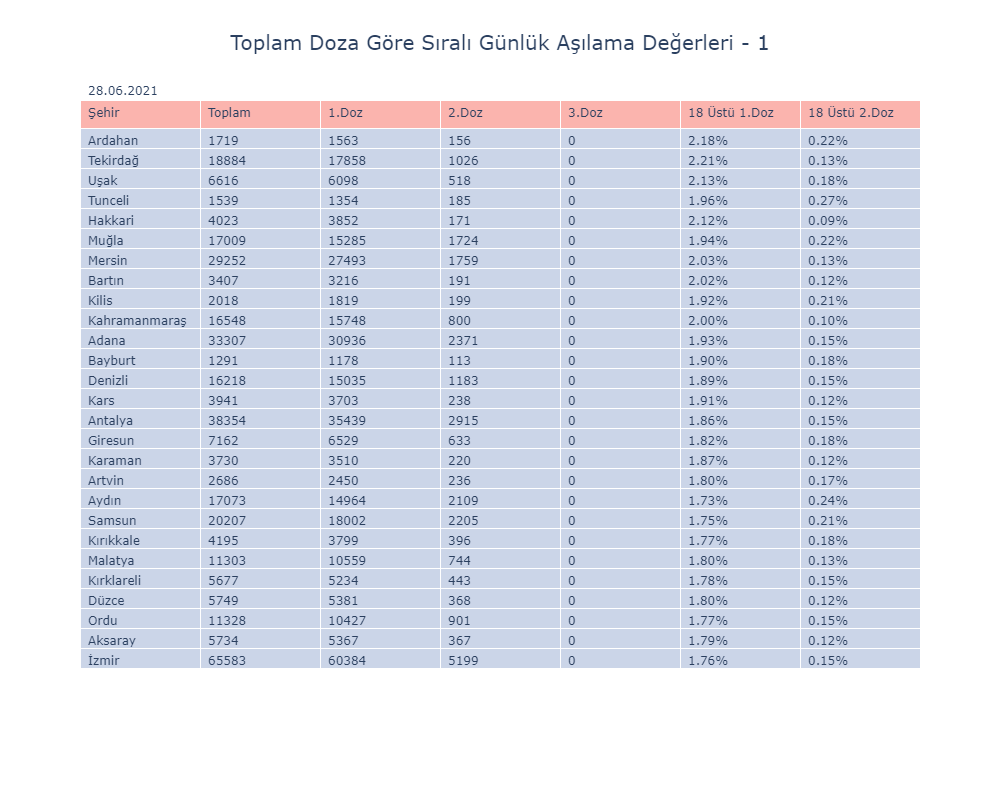 Toplam Doza Göre Sıralı Günlük Aşılama Değerleri - 1
28.06.2021
Şehir Toplam 1.Doz 2.Doz 3.Doz 18 Üstü 1.Doz 18 Üstü 2.Doz
Ardahan 1719 1563 156 0 2.18% 0.22%
Tekirdağ 18884 17858 1026 0 2.21% 0.13%
Uşak 6616 6098 518 0 2.13% 0.18%
Tunceli 1539 1354 185 0 1.96% 0.27%
Hakkari 4023 3852 171 0 2.12% 0.09%
Muğla 17009 15285 1724 0 1.94% 0.22%
Mersin 29252 27493 1759 0 2.03% 0.13%
Bartın 3407 3216 191 0 2.02% 0.12%
Kilis 2018 1819 199 0 1.92% 0.21%
Kahramanmaraş 16548 15748 800 0 2.00% 0.10%
Adana 33307 30936 2371 0 1.93% 0.15%
Bayburt 1291 1178 113 0 1.90% 0.18%
Denizli 16218 15035 1183 0 1.89% 0.15%
Kars 3941 3703 238 0 1.91% 0.12%
Antalya 38354 35439 2915 0 1.86% 0.15%
Giresun 7162 6529 633 0 1.82% 0.18%
Karaman 3730 3510 220 0 1.87% 0.12%
Artvin 2686 2450 236 0 1.80% 0.17%
Aydın 17073 14964 2109 0 1.73% 0.24%
Samsun 20207 18002 2205 0 1.75% 0.21%
Kırıkkale 4195 3799 396 0 1.77% 0.18%
Malatya 11303 10559 744 0 1.80% 0.13%
Kırklareli 5677 5234 443 0 1.78% 0.15%
Düzce 5749 5381 368 0 1.80% 0.12%
Ordu 11328 10427 901 0 1.77% 0.15%
Aksaray 5734 5367 367 0 1.79% 0.12%
İzmir 65583 60384 5199 0 1.76% 0.15%